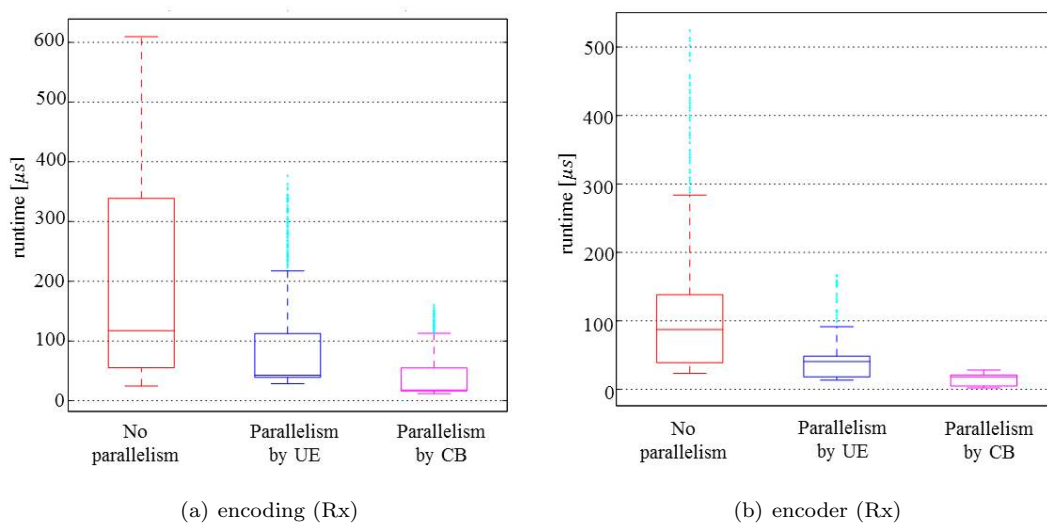 600
500
400
300
200
100
0
runtime [μs]
No parallelism
Parallelism by UE
Parallelism by CB
(a) encoding (Rx)
500
400
300
200
100
0
runtime [μs]
No parallelism
Parallelism by UE
Parallelism by CB
(b) encoder (Rx)